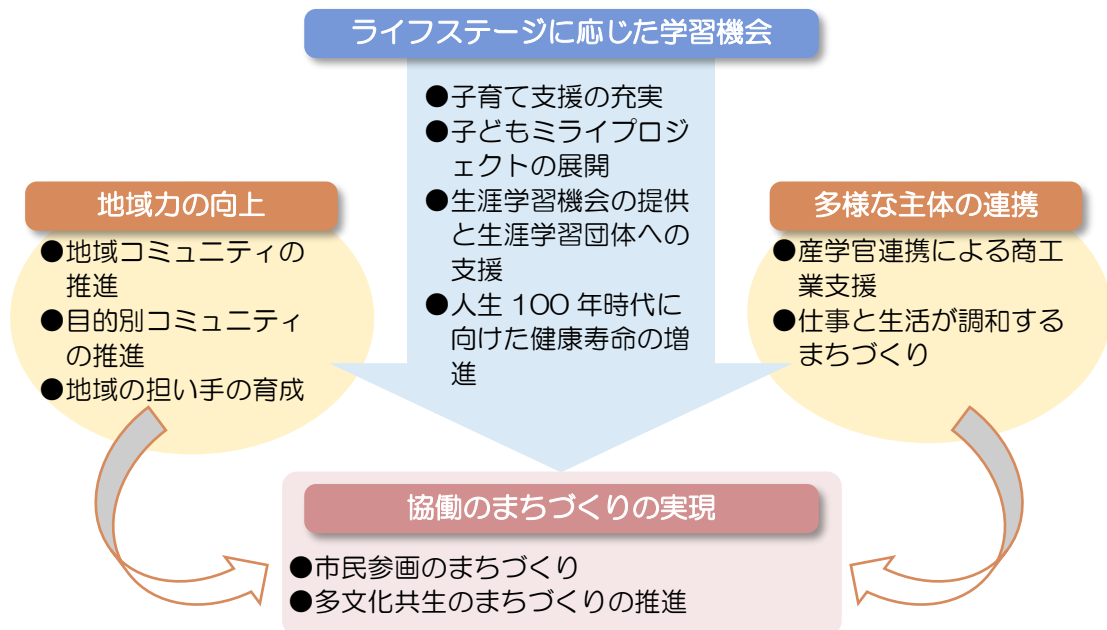 ライフステージに応じた学習機会
●子育て支援の充実
●子どもミライプロジ
ェクトの展開
●生涯学習機会の提供
と生涯学習団体への
支援
●人生 100 年時代に
向けた健康寿命の増
進
地域力の向上
●地域コミュニティの
推進
●目的別コミュニティ
の推進
●地域の担い手の育成
多様な主体の連携
●産学官連携による商工
業支援
●仕事と生活が調和する
まちづくり
協働のまちづくりの実現
●市民参画のまちづくり
●多文化共生のまちづくりの推進